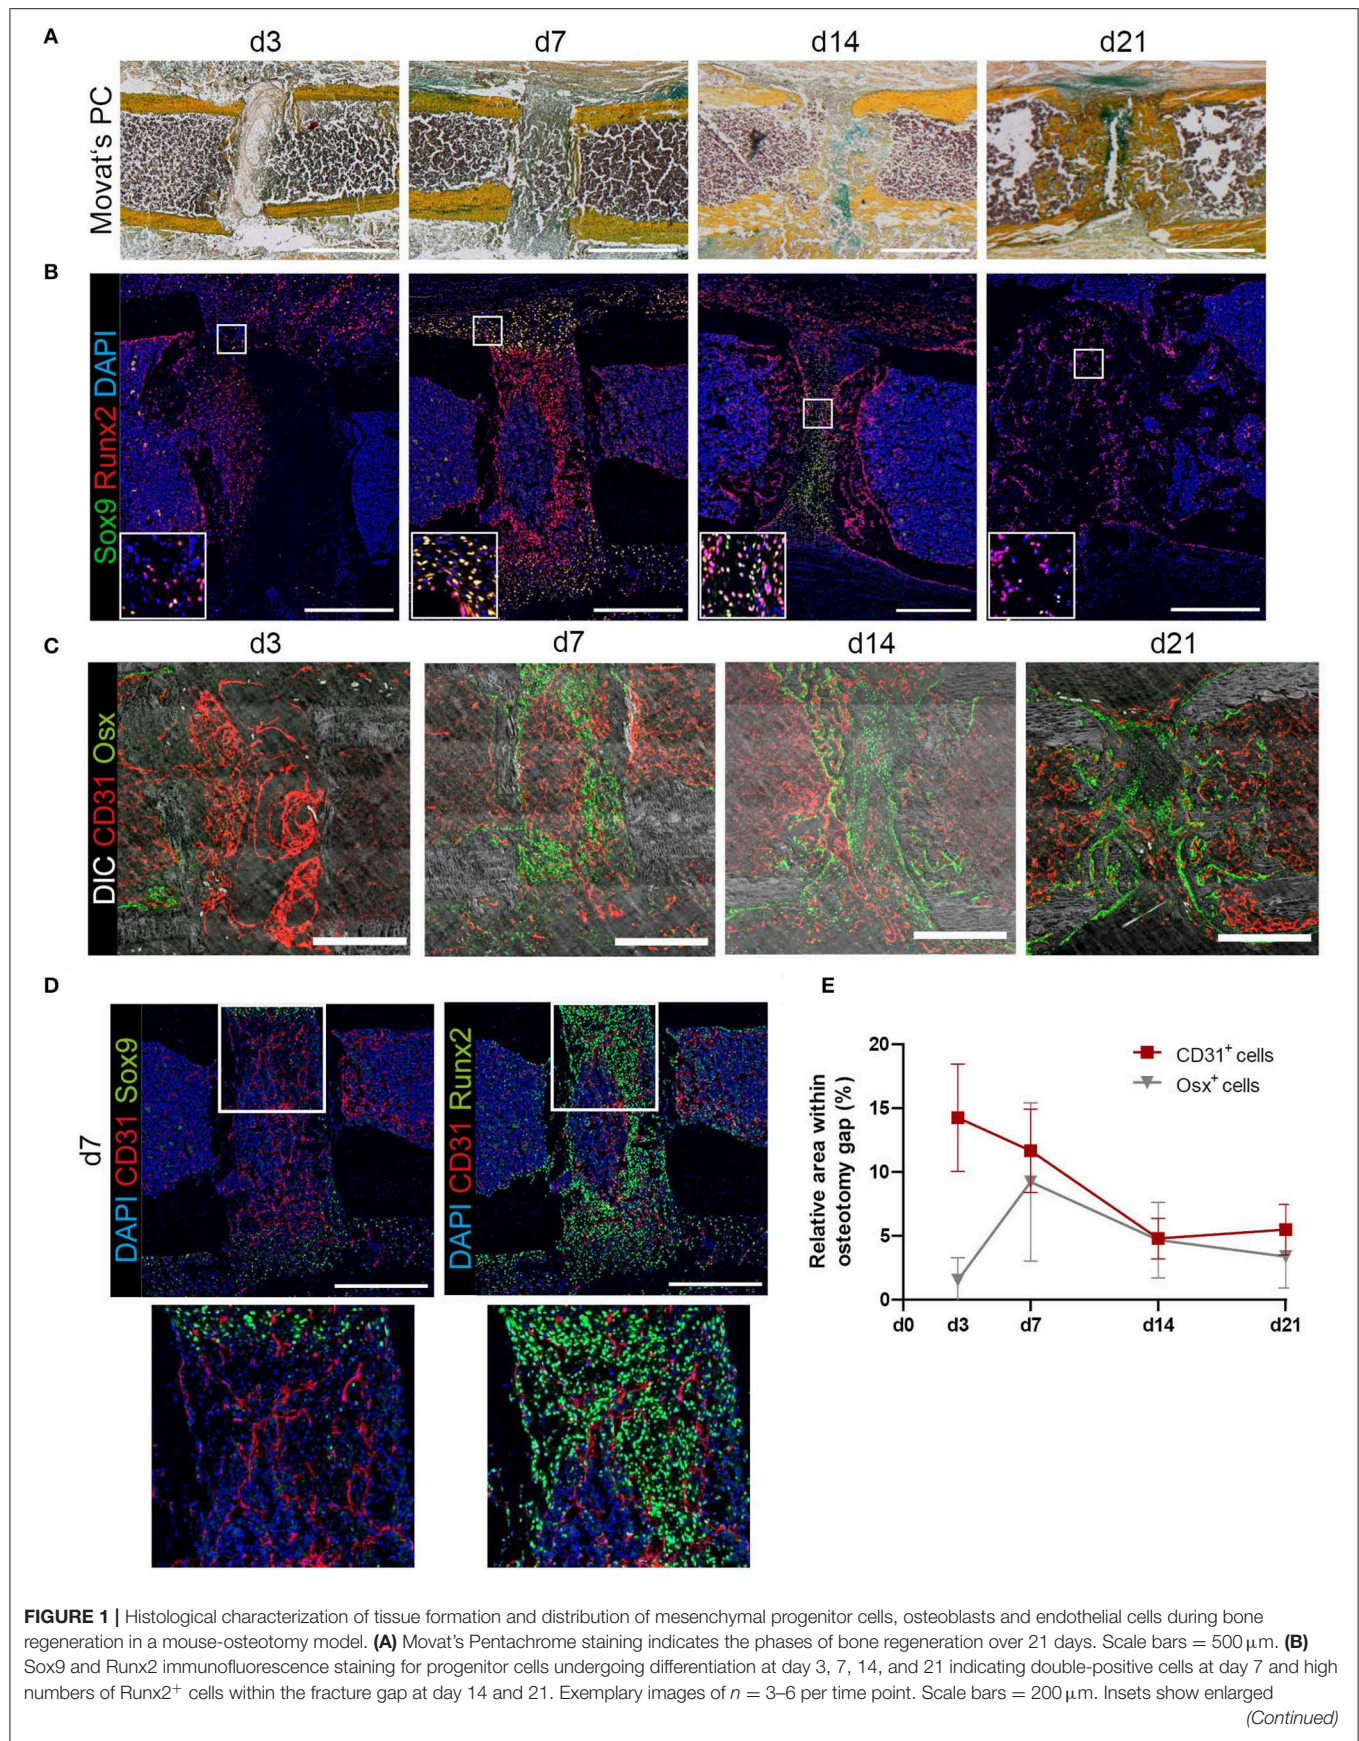 A
d3 d7 d14 d21
Movat's PC
B
Sox9 Runx2 DAPI
C
d3 d7 d14 d21
DIC CD31 Osx
D
d7
DAPI CD31 Sox9
DAPI CD31 Runx2
E
Relative area within
osteotomy gap (%)
20
15
10
5
0
CD31+ cells
Osx+ cells
d0 d3 d7 d14 d21
FIGURE 1 | Histological characterization of tissue formation and distribution of mesenchymal progenitor cells, osteoblasts and endothelial cells during bone
regeneration in a mouse-osteotomy model. (A) Movat's Pentachrome staining indicates the phases of bone regeneration over 21 days. Scale bars = 500 μm. (B)
Sox9 and Runx2 immunofluorescence staining for progenitor cells undergoing differentiation at day 3, 7, 14, and 21 indicating double-positive cells at day 7 and high
numbers of Runx2+ cells within the fracture gap at day 14 and 21. Exemplary images of n = 3–6 per time point. Scale bars = 200 μm. Insets show enlarged
(Continued)